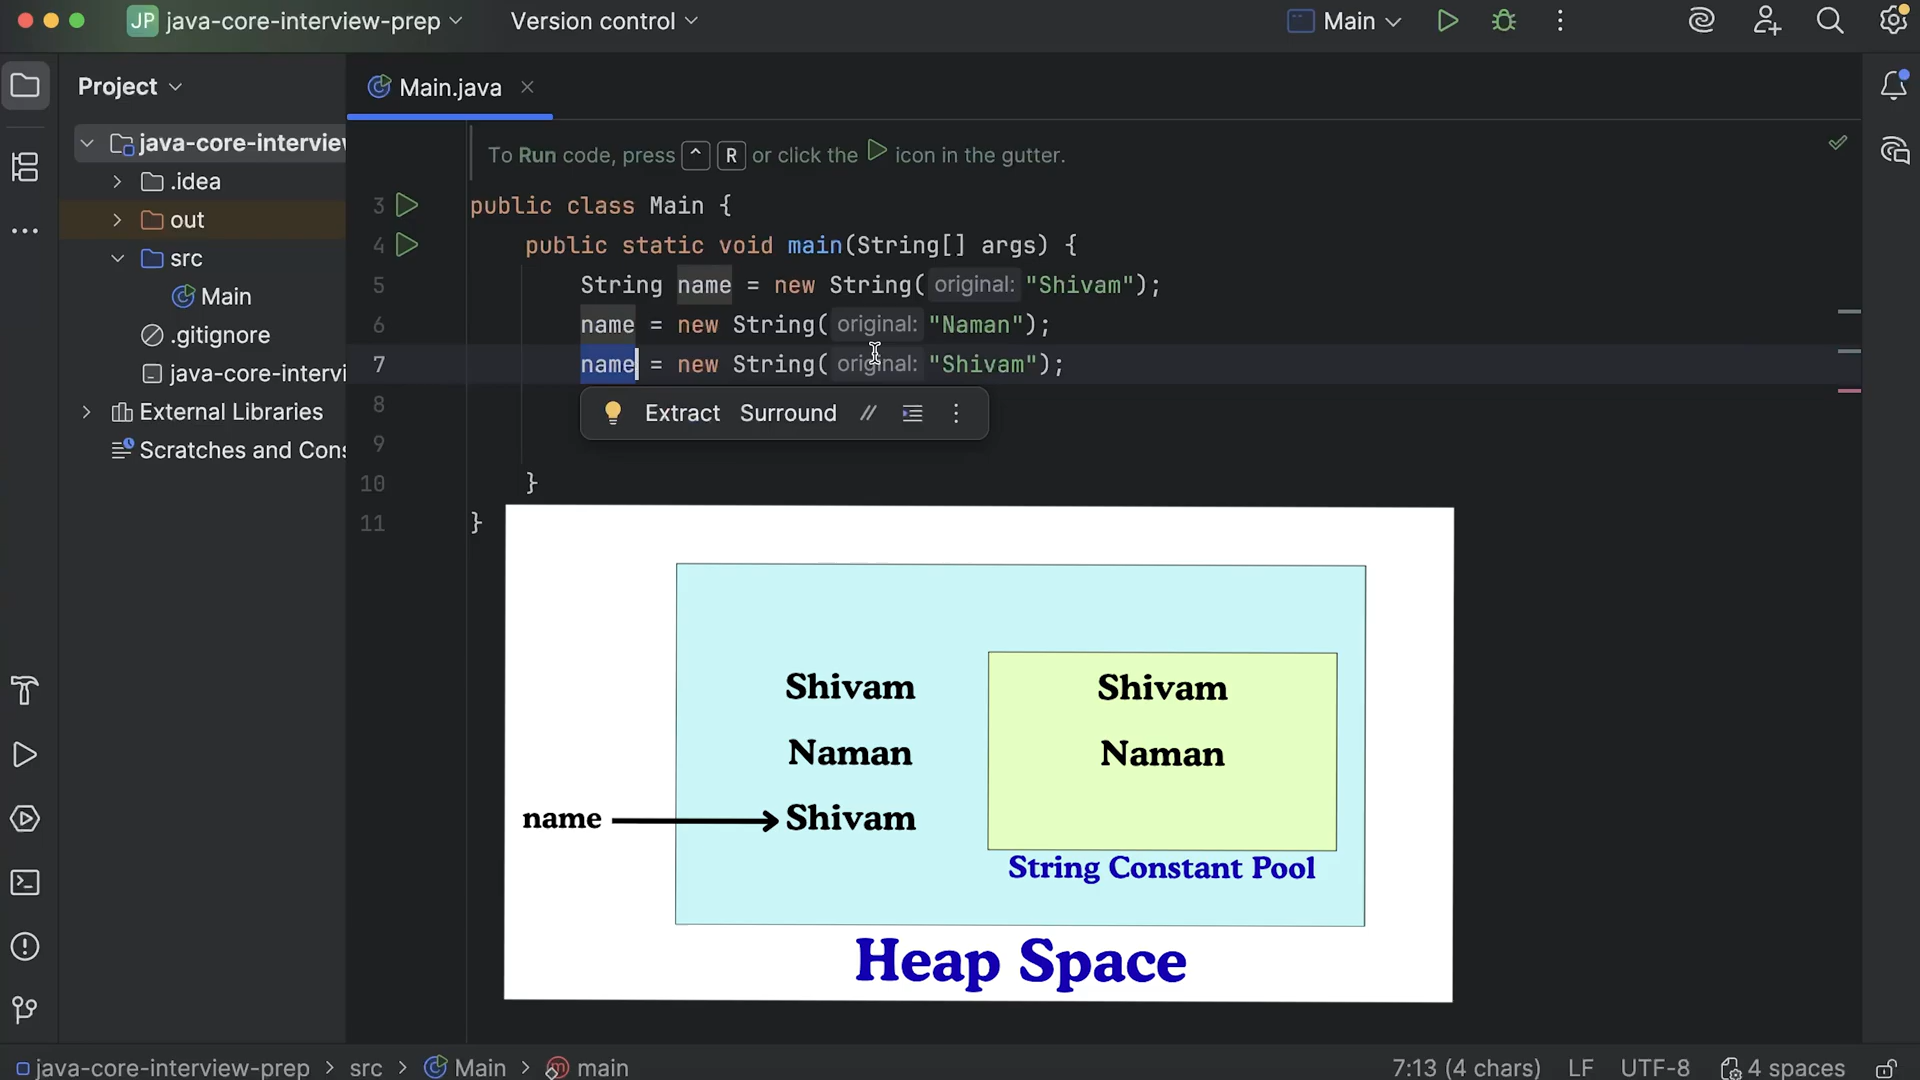 JP java-core-interview-prep Version control Main
Project
Main.java
java-core-interview
.idea
out
src
Main
.gitignore
java-core-intervi
External Libraries
Scratches and Cons
To Run code, press ^ R or click the icon in the gutter.
3 public class Main {
4 public static void main(String[] args) {
5 String name = new String( original: "Shivam");
6 name = new String( original: "Naman");
7 name = new String( original: "Shivam");
8 Extract Surround //
9
10 }
11 }
Shivam Shivam
Naman Naman
name Shivam
String Constant Pool
Heap Space
java-core-interview-prep > src > Main > main 7:13 (4 chars) LF UTF-8 4 spaces